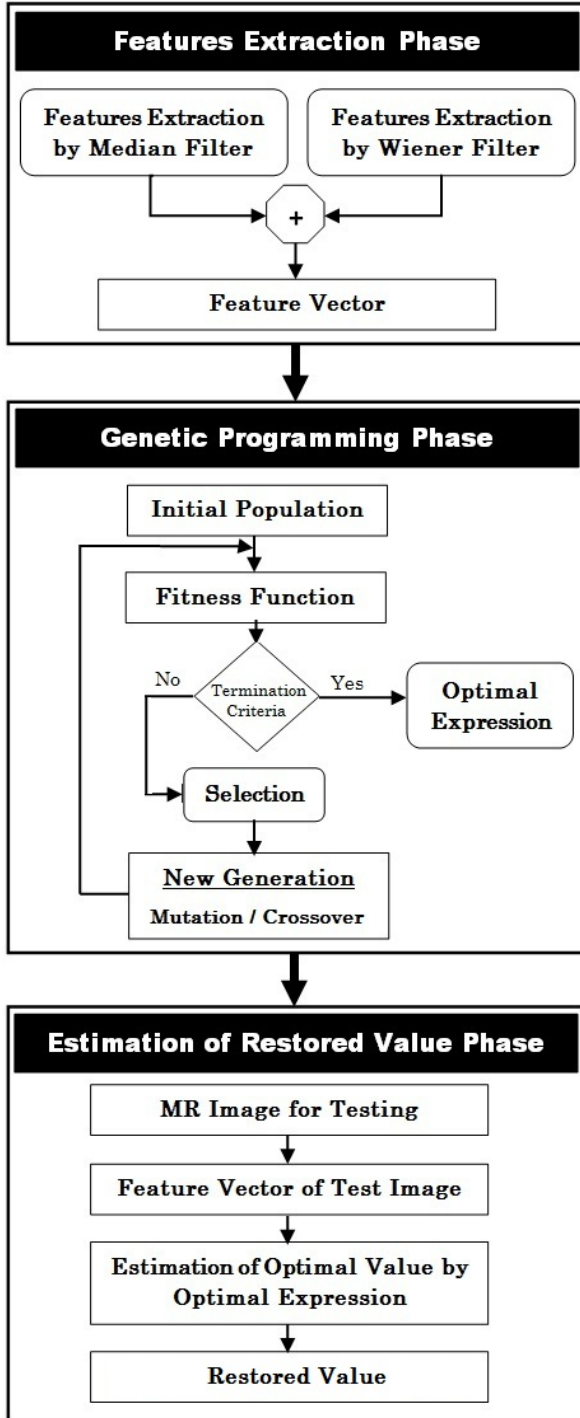 Features Extraction Phase
Features Extraction
by Median Filter
Features Extraction
by Wiener Filter
+
Feature Vector
Genetic Programming Phase
Initial Population
Fitness Function
No
Termination
Criteria
Yes
Optimal
Expression
Selection
New Generation
Mutation / Crossover
Estimation of Restored Value Phase
MR Image for Testing
Feature Vector of Test Image
Estimation of Optimal Value by
Optimal Expression
Restored Value